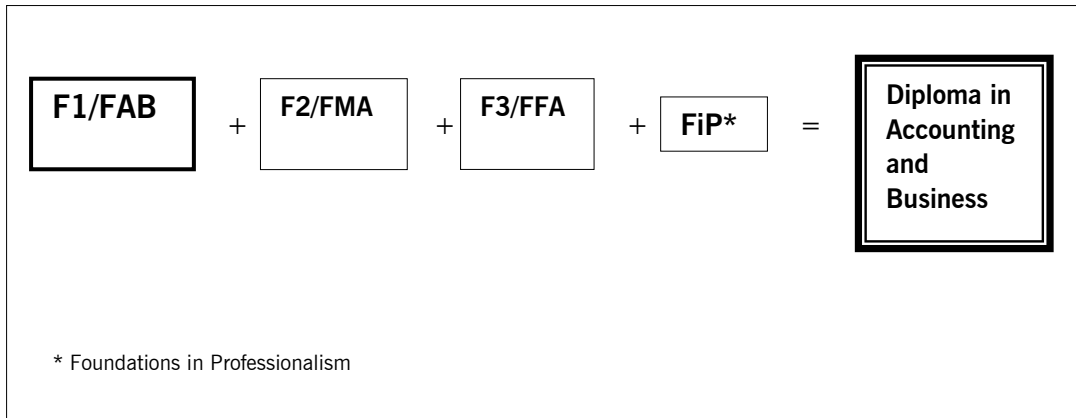 F1/FAB + F2/FMA + F3/FFA + FiP* = Diploma in
Accounting
and
Business
* Foundations in Professionalism